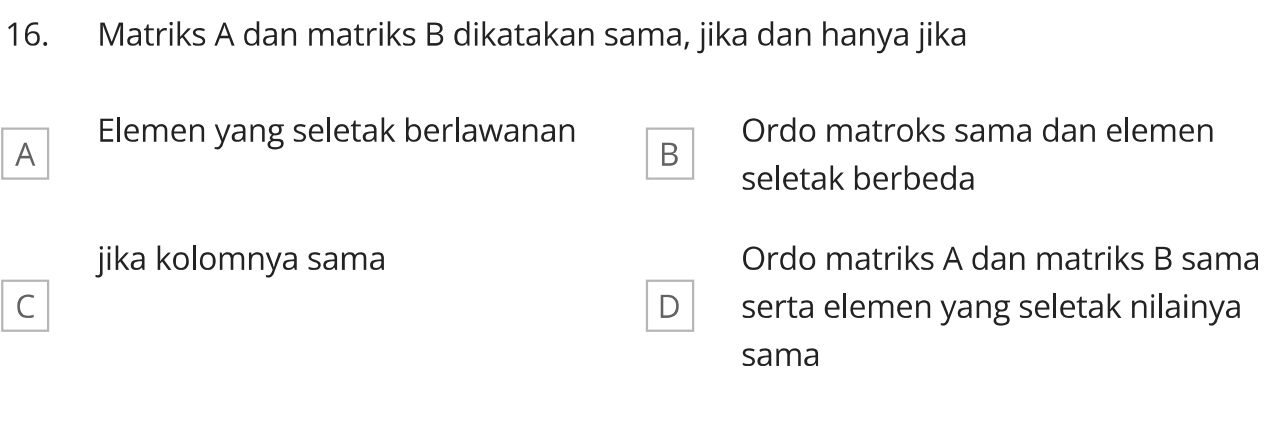 16. Matriks A dan matriks B dikatakan sama, jika dan hanya jika
A Elemen yang seletak berlawanan
B Ordo matroks sama dan elemen
seletak berbeda
C jika kolomnya sama
D Ordo matriks A dan matriks B sama
serta elemen yang seletak nilainya
sama